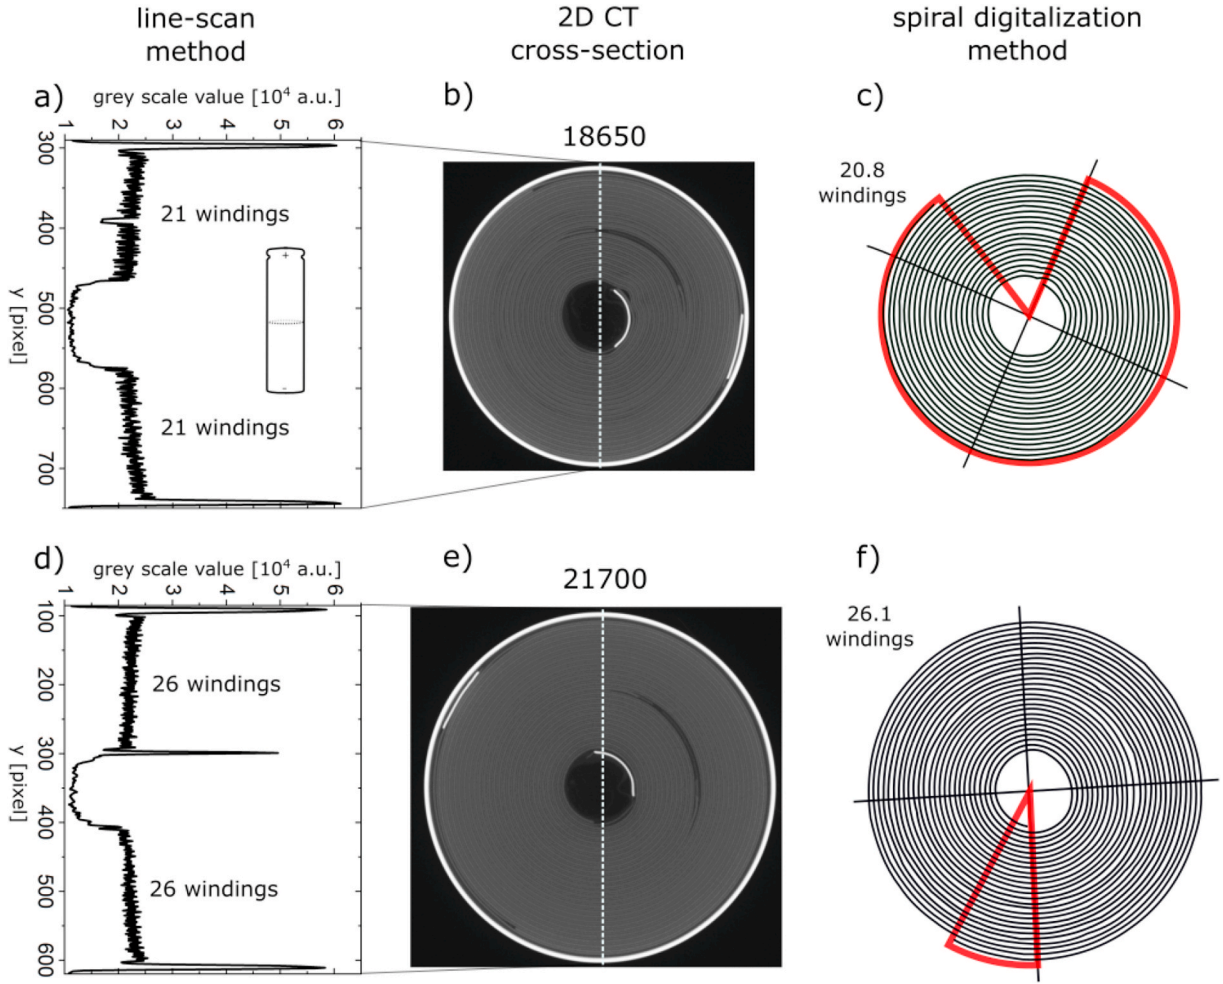 line-scan
method
2D CT
cross-section
spiral digitalization
method
a)
grey scale value [10⁴ a.u.]
1 2 3 4 5 6
300
400
500
600
700
y [pixel]
21 windings
+
-
21 windings
b)
18650
c)
20.8
windings
d)
grey scale value [10⁴ a.u.]
1 2 3 4 5 6
100
200
300
400
500
600
y [pixel]
26 windings
26 windings
e)
21700
f)
26.1
windings